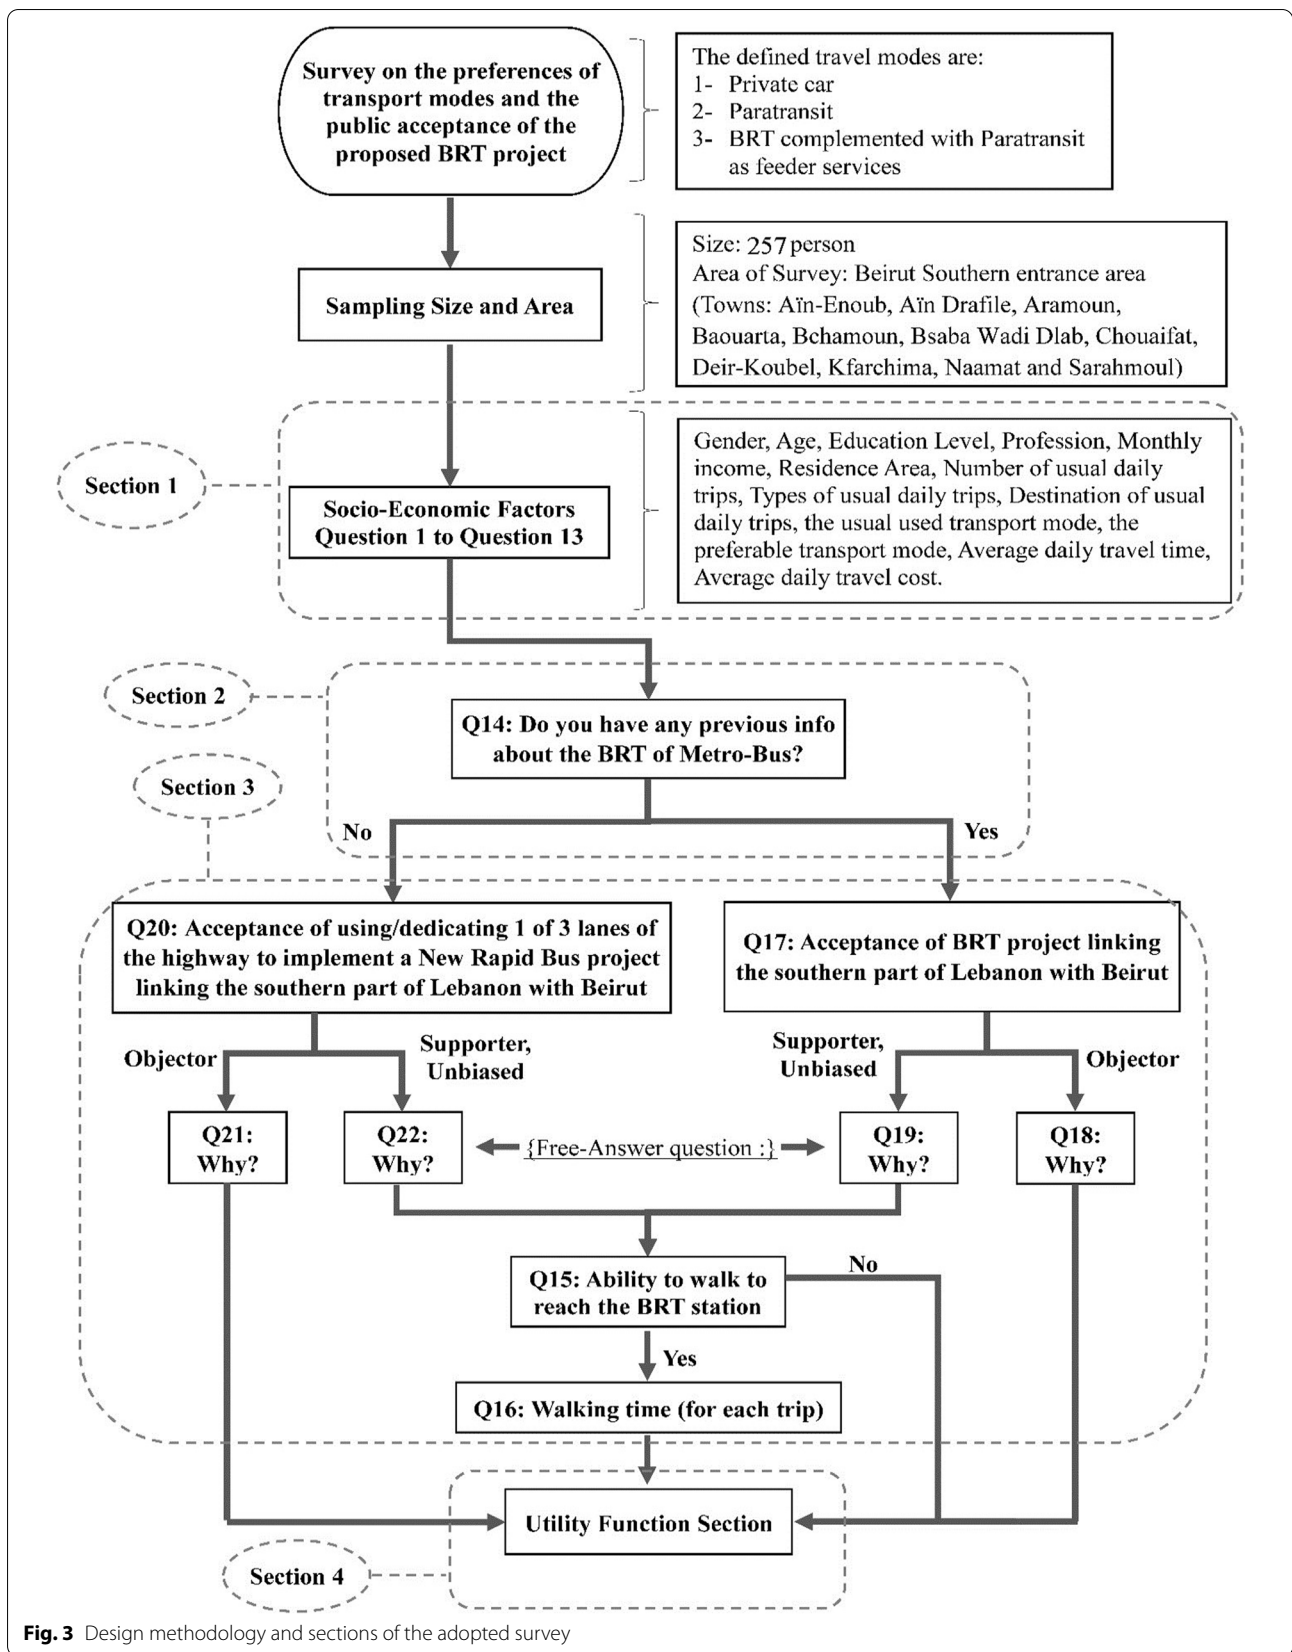 Survey on the preferences of
transport modes and the
public acceptance of the
proposed BRT project
The defined travel modes are:
1- Private car
2- Paratransit
3- BRT complemented with Paratransit
as feeder services
Sampling Size and Area
Size: 257 person
Area of Survey: Beirut Southern entrance area
(Towns: Aïn-Enoub, Aïn Drafile, Aramoun,
Baouarta, Bchamoun, Bsaba Wadi Dlab, Chouaifat,
Deir-Koubel, Kfarchima, Naamat and Sarahmoul)
Section 1
Socio-Economic Factors
Question 1 to Question 13
Gender, Age, Education Level, Profession, Monthly
income, Residence Area, Number of usual daily
trips, Types of usual daily trips, Destination of usual
daily trips, the usual used transport mode, the
preferable transport mode, Average daily travel time,
Average daily travel cost.
Section 2
Q14: Do you have any previous info
about the BRT of Metro-Bus?
Section 3
No
Yes
Q20: Acceptance of using/dedicating 1 of 3 lanes of
the highway to implement a New Rapid Bus project
linking the southern part of Lebanon with Beirut
Q17: Acceptance of BRT project linking
the southern part of Lebanon with Beirut
Objector
Supporter,
Unbiased
Supporter,
Unbiased
Objector
Q21:
Why?
Q22:
Why?
{Free-Answer question :}
Q19:
Why?
Q18:
Why?
Q15: Ability to walk to
reach the BRT station
No
Yes
Q16: Walking time (for each trip)
Utility Function Section
Section 4
Fig. 3 Design methodology and sections of the adopted survey